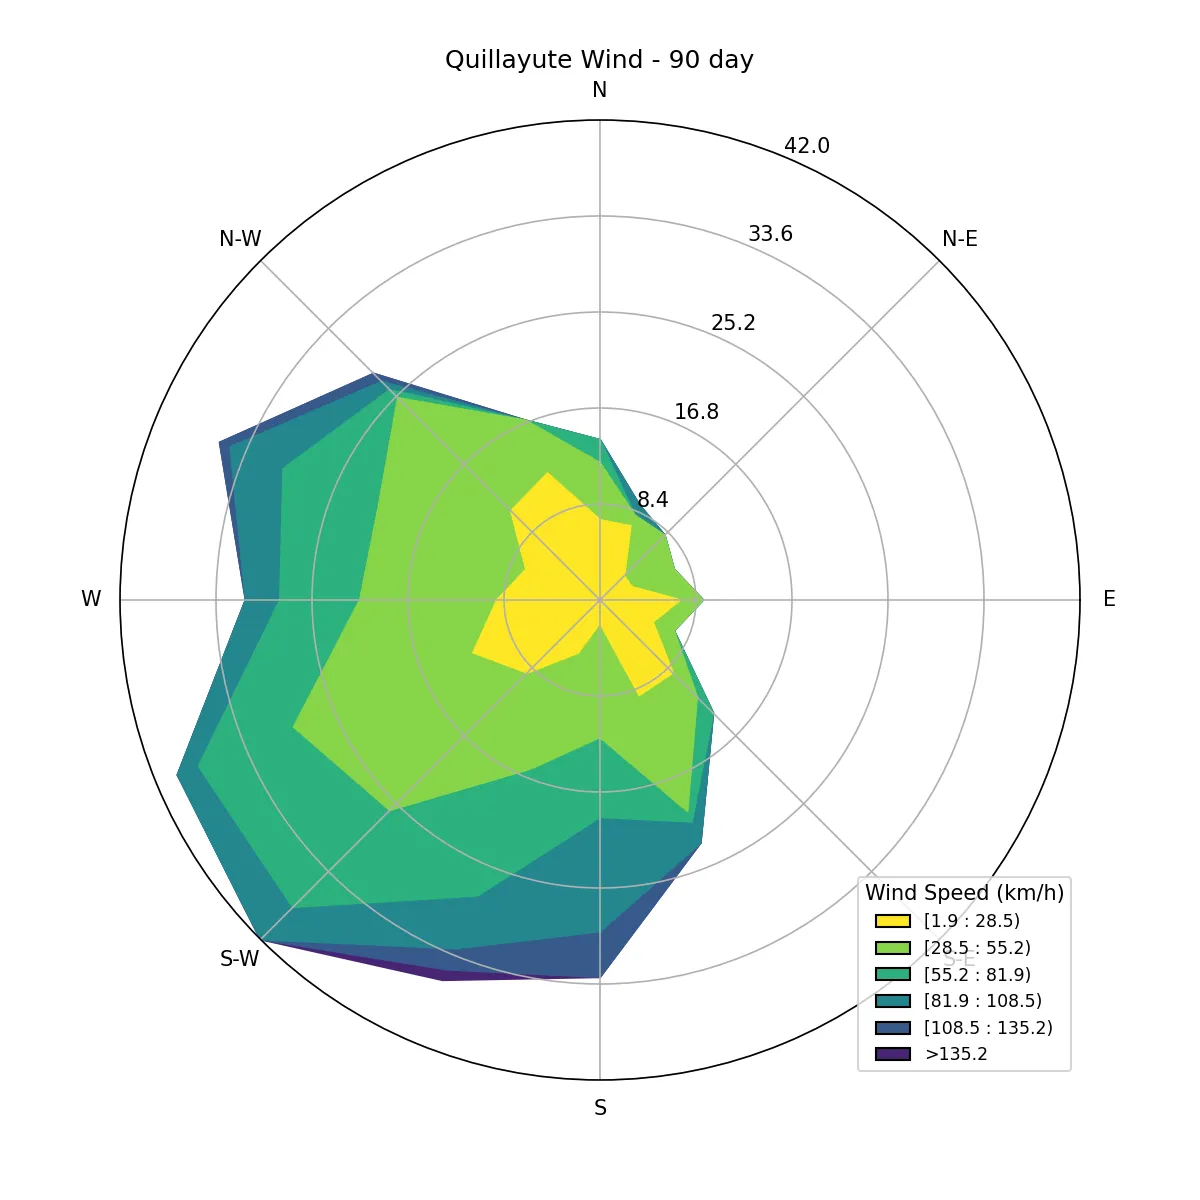 Quillayute Wind - 90 day
N
42.0
33.6
N-W
N-E
25.2
16.8
8.4
W
E
Wind Speed (km/h)
[1.9 : 28.5)
[28.5 : 55.2)
S-W
S-E
[55.2 : 81.9)
[81.9 : 108.5)
[108.5 : 135.2)
>135.2
S